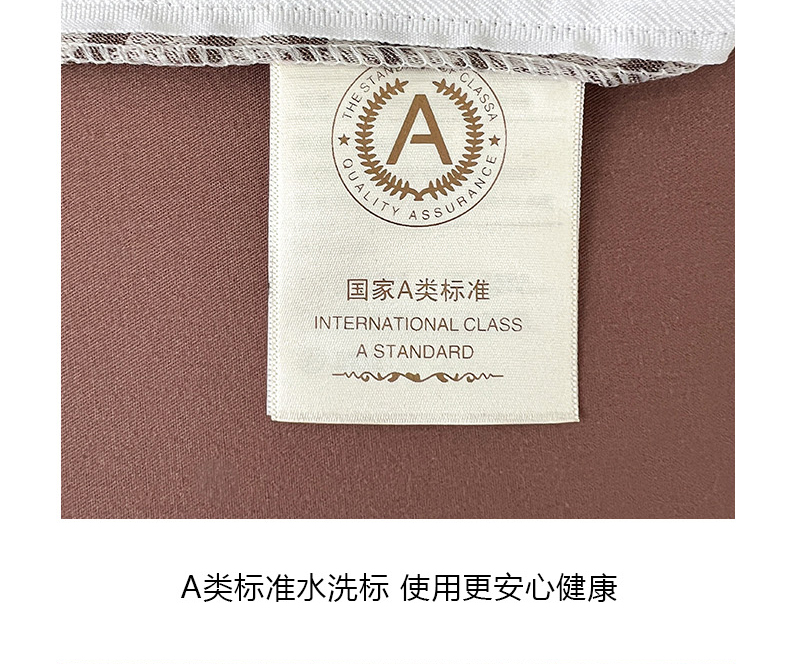 THE STANDARD OF CLASSA
A
QUALITY ASSURANCE
国家A类标准
INTERNATIONAL CLASS
A STANDARD
A类标准水洗标 使用更安心健康